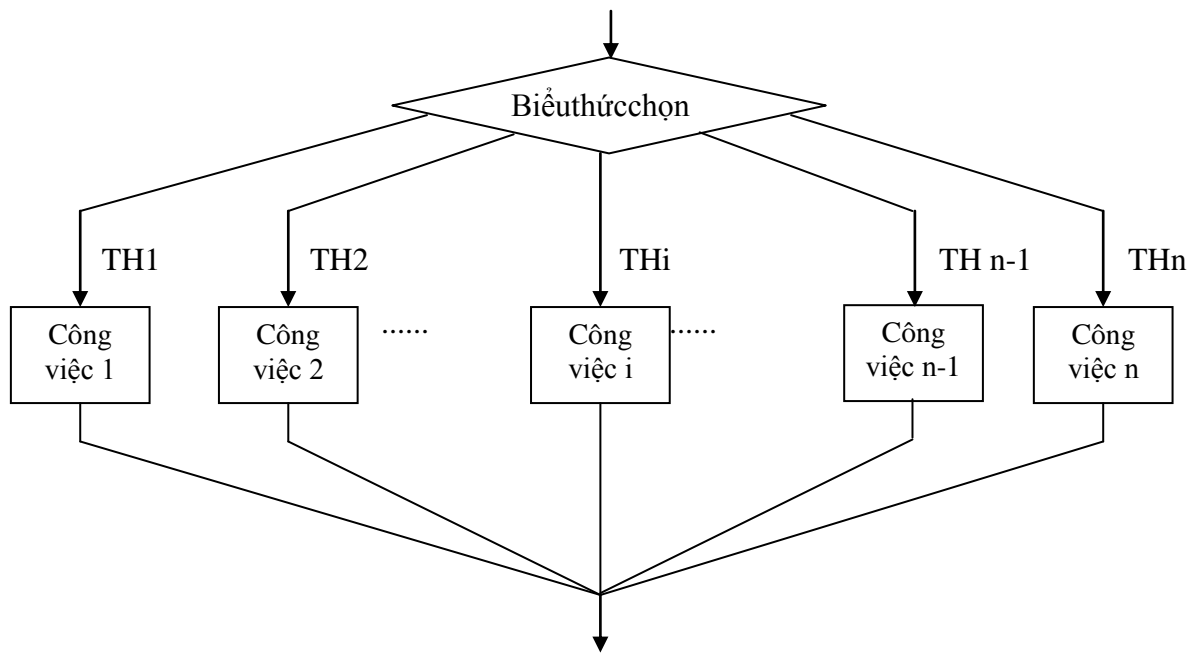 Biểuthứcchọn
TH1
TH2
THi
TH n-1
THn
Công
việc 1
Công
việc 2
......
Công
việc i
......
Công
việc n-1
Công
việc n